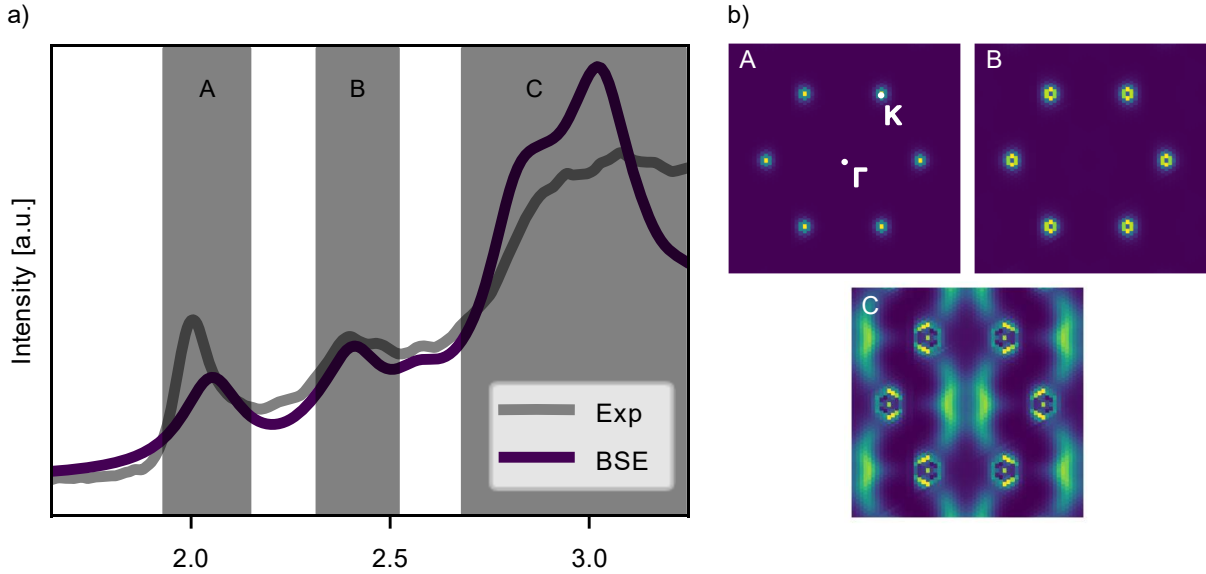 a)
A
B
C
Intensity [a.u.]
Exp
BSE
2.0
2.5
3.0
b)
A
K
Γ
B
C